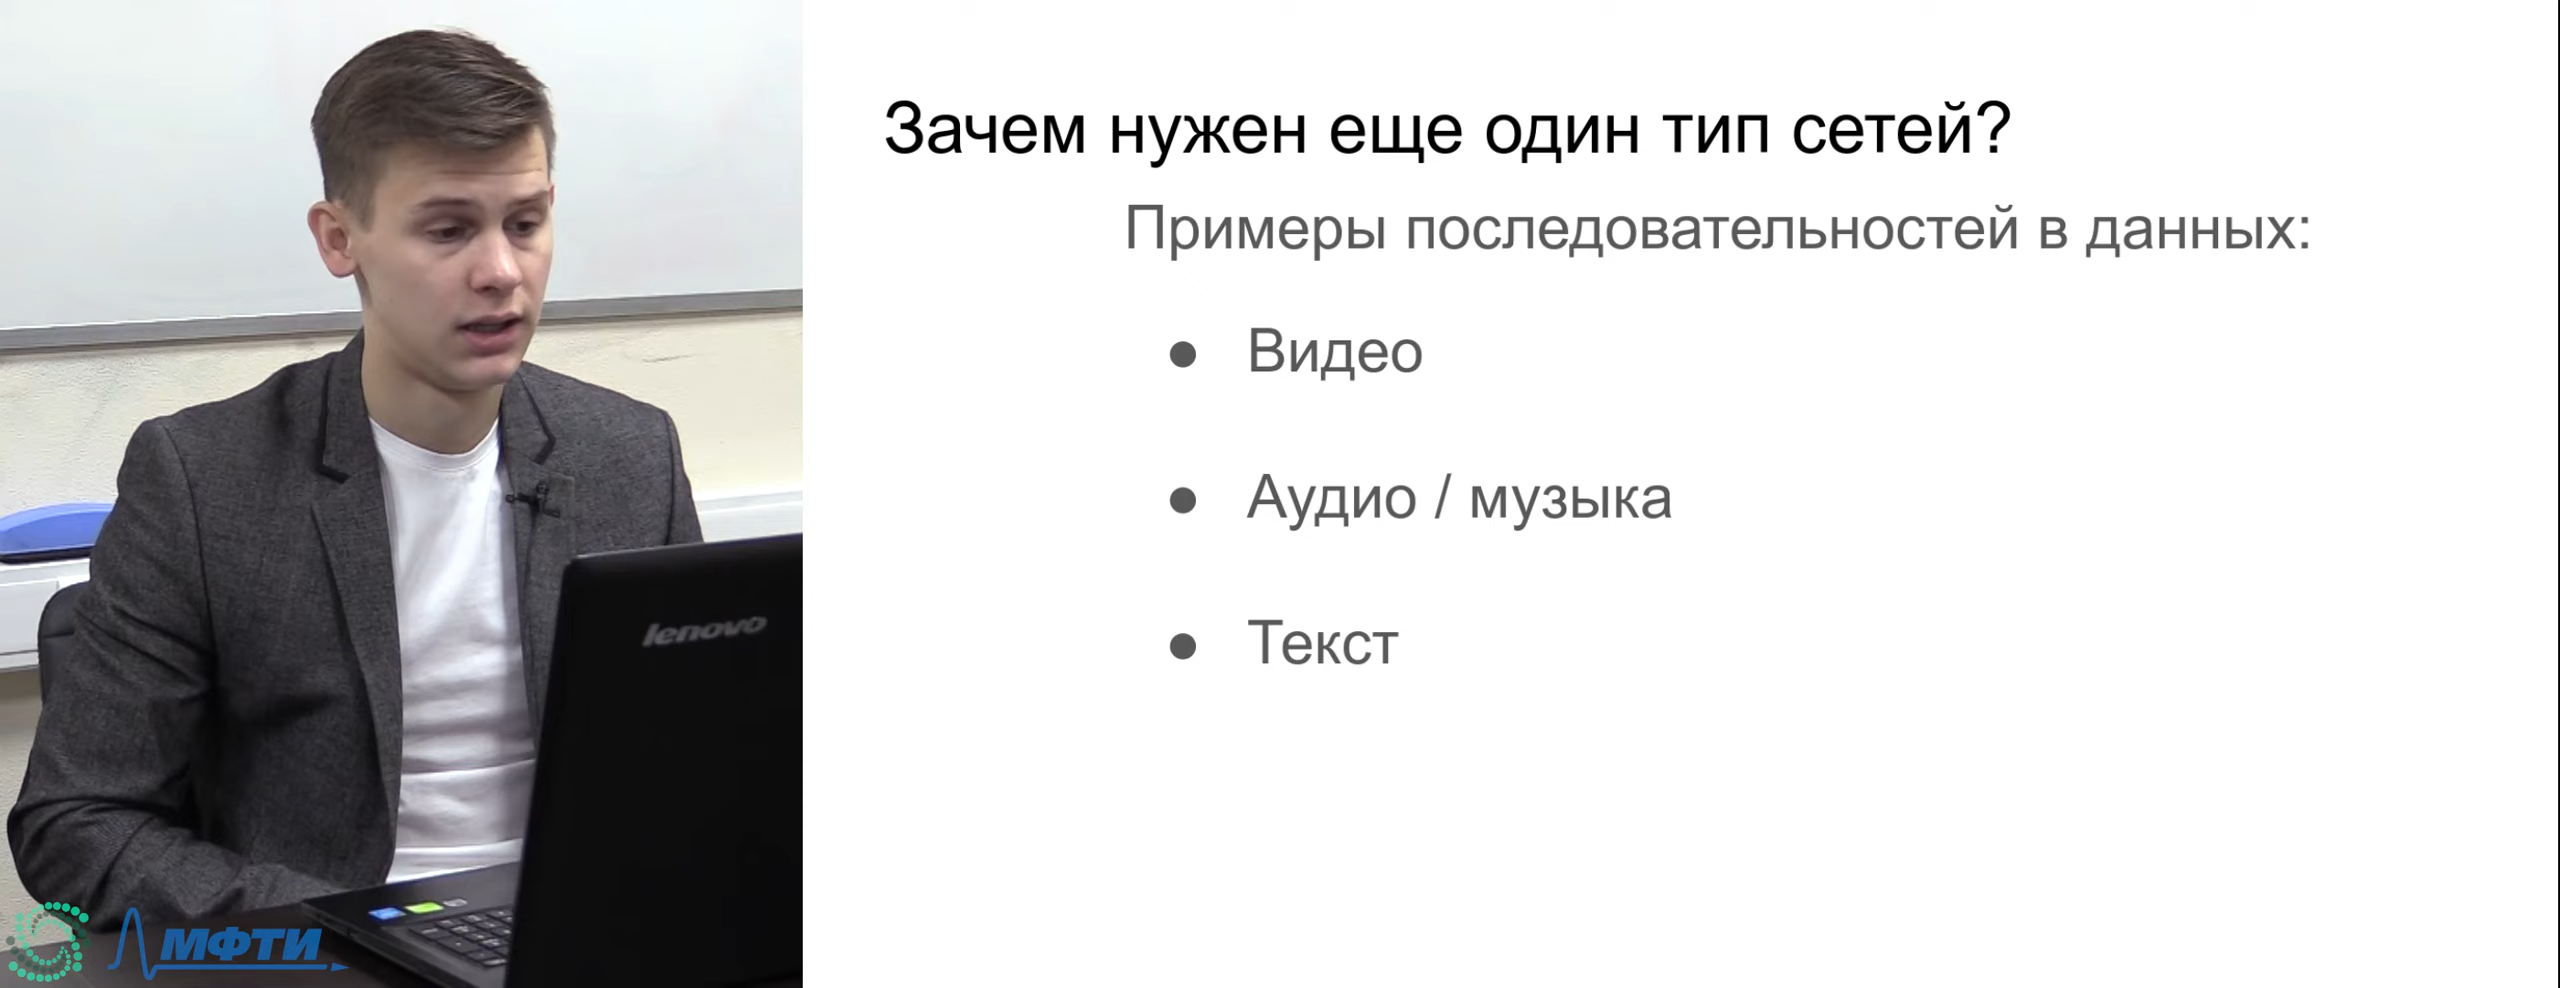 Зачем нужен еще один тип сетей?
Примеры последовательностей в данных:
● Видео
● Аудио / музыка
● Текст
lenovo
МФТИ